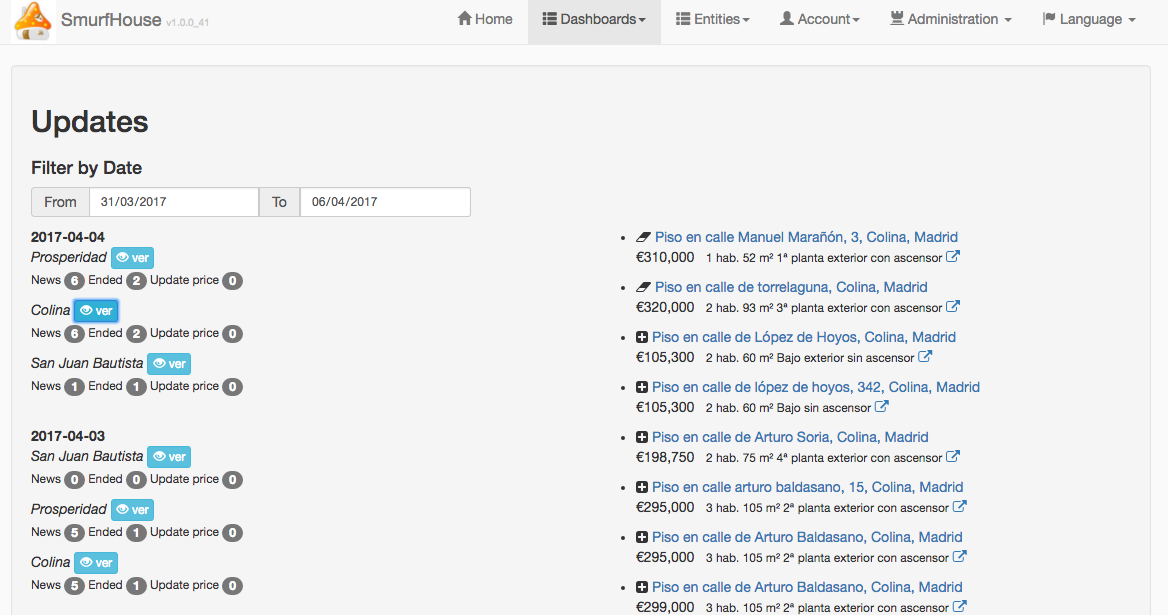 SmurfHouse v1.0.0_41
Home
Dashboards
Entities
Account
Administration
Language
Updates
Filter by Date
From 31/03/2017 To 06/04/2017
2017-04-04
Prosperidad ver
News 6 Ended 2 Update price 0
Colina ver
News 6 Ended 2 Update price 0
San Juan Bautista ver
News 1 Ended 1 Update price 0
2017-04-03
San Juan Bautista ver
News 0 Ended 0 Update price 0
Prosperidad ver
News 5 Ended 1 Update price 0
Colina ver
News 5 Ended 1 Update price 0
Piso en calle Manuel Marañón, 3, Colina, Madrid
€310,000 1 hab. 52 m² 1ª planta exterior con ascensor
Piso en calle de torrelaguna, Colina, Madrid
€320,000 2 hab. 93 m² 3ª planta exterior con ascensor
Piso en calle de López de Hoyos, Colina, Madrid
€105,300 2 hab. 60 m² Bajo exterior sin ascensor
Piso en calle de lópez de hoyos, 342, Colina, Madrid
€105,300 2 hab. 60 m² Bajo sin ascensor
Piso en calle de Arturo Soria, Colina, Madrid
€198,750 2 hab. 75 m² 4ª planta exterior con ascensor
Piso en calle arturo baldasano, 15, Colina, Madrid
€295,000 3 hab. 105 m² 2ª planta exterior con ascensor
Piso en calle de Arturo Baldasano, Colina, Madrid
€295,000 3 hab. 105 m² 2ª planta exterior con ascensor
Piso en calle de Arturo Baldasano, Colina, Madrid
€299,000 3 hab. 105 m² 2ª planta exterior con ascensor